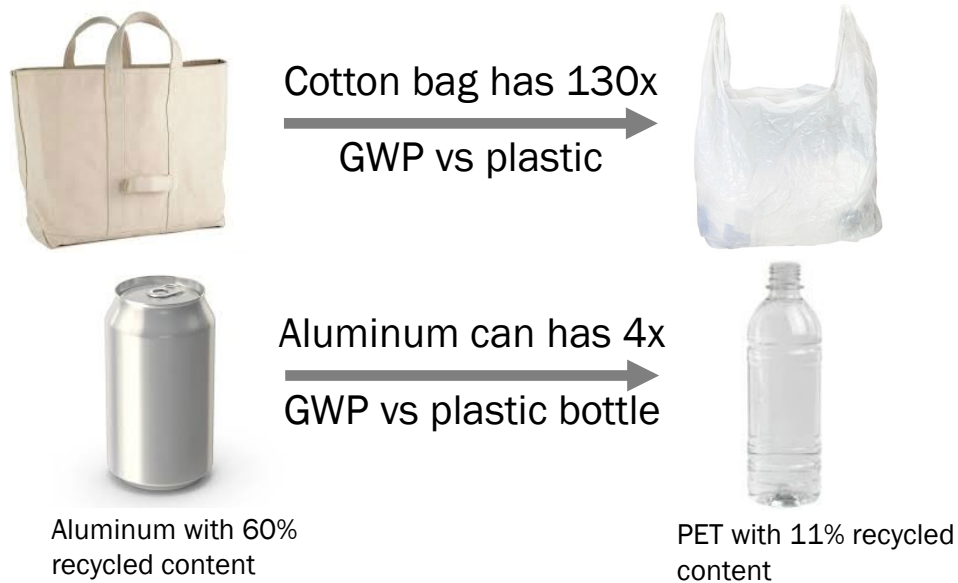 Cotton bag has 130x
GWP vs plastic
Aluminum can has 4x
GWP vs plastic bottle
Aluminum with 60%
recycled content
PET with 11% recycled
content